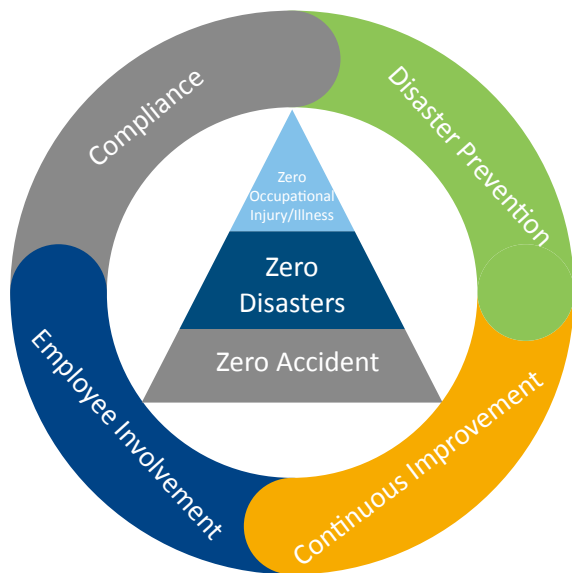 Compliance
Disaster Prevention
Zero
Occupational
Injury/Illness
Zero
Disasters
Zero Accident
Employee Involvement
Continuous Improvement